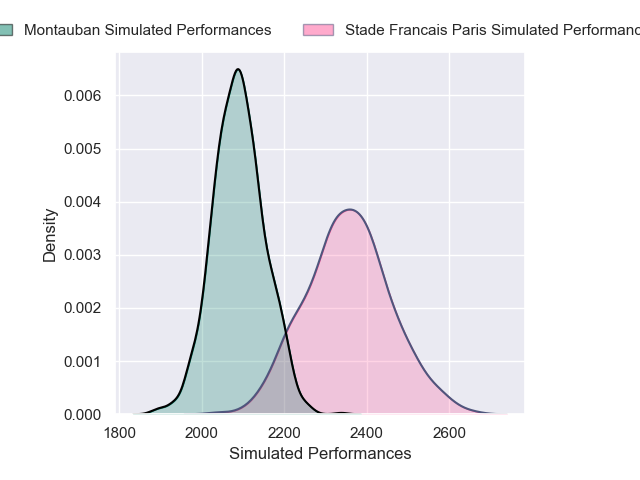 Montauban Simulated Performances
Stade Francais Paris Simulated Performanc
0.006
0.005
0.004
0.003
0.002
0.001
0.000
Density
1800 2000 2200 2400 2600
Simulated Performances